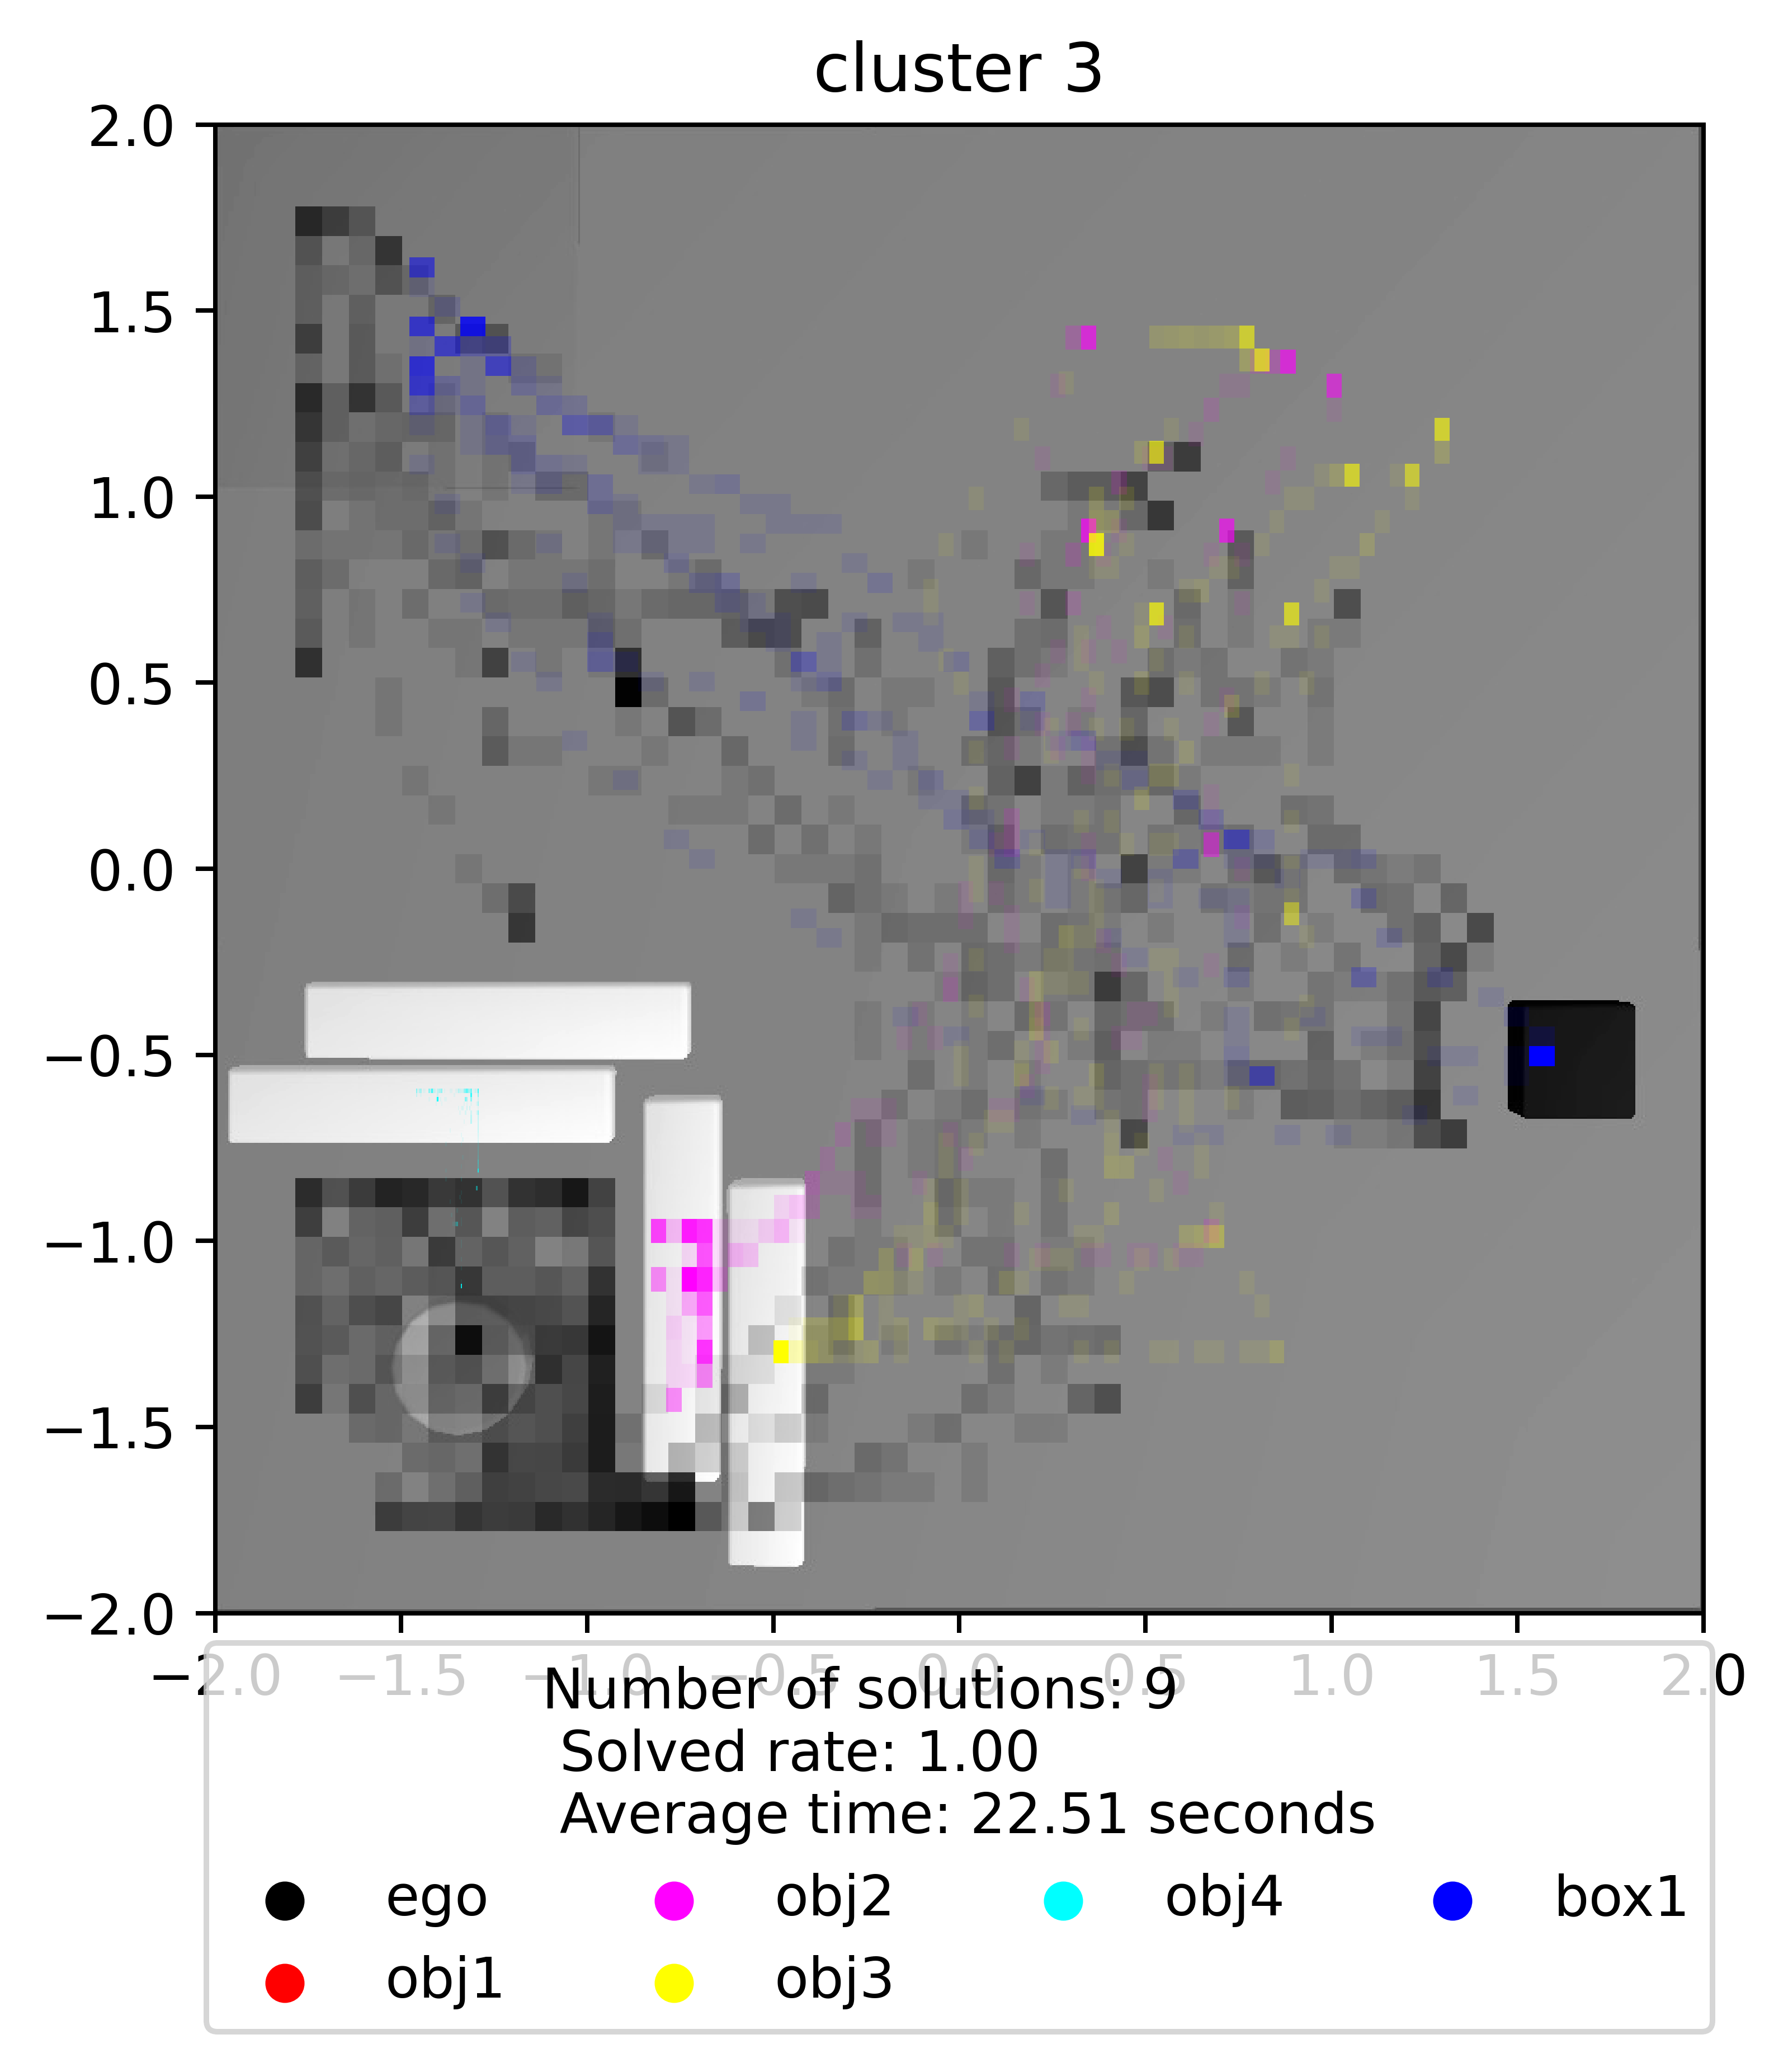 cluster 3
2.0
1.5
1.0
0.5
0.0
−0.5
−1.0
−1.5
−2.0
−2.0 −1.5 −1.0 −0.5 0.0 0.5 1.0 1.5 2.0
Number of solutions: 9
Solved rate: 1.00
Average time: 22.51 seconds
ego obj2 obj4 box1
obj1 obj3